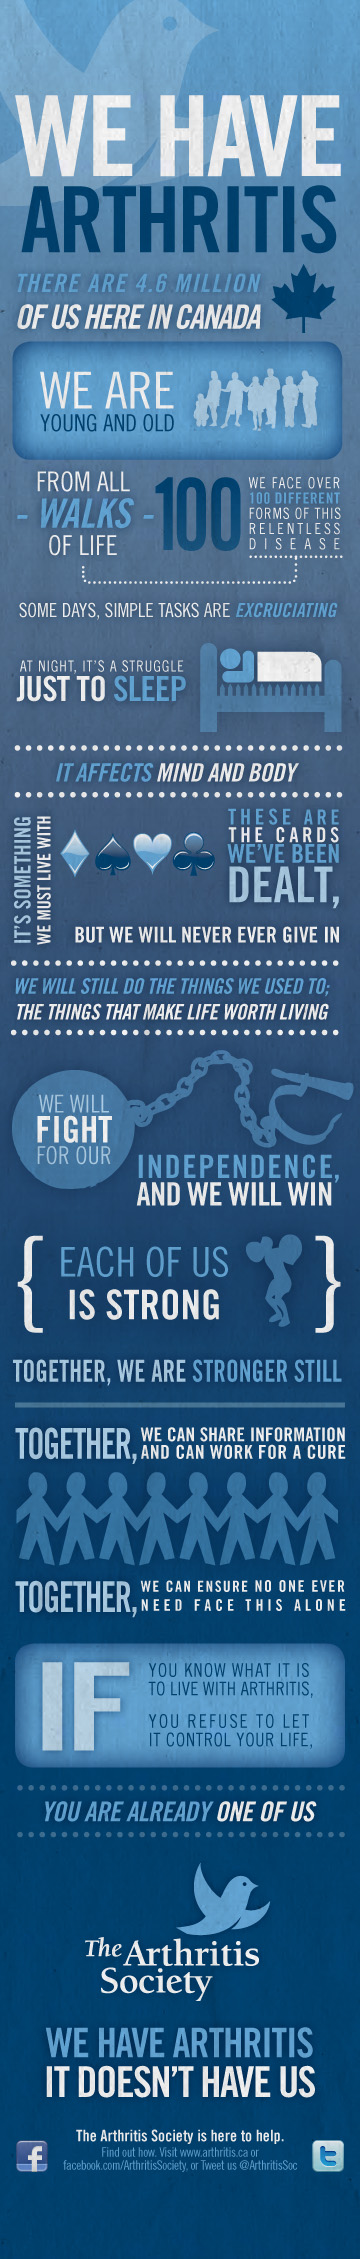 WE HAVE
ARTHRITIS
THERE ARE 4.6 MILLION
OF US HERE IN CANADA
WE ARE
YOUNG AND OLD
FROM ALL
- WALKS -
OF LIFE
100
WE FACE OVER
100 DIFFERENT
FORMS OF THIS
RELENTLESS
DISEASE
SOME DAYS, SIMPLE TASKS ARE EXCRUCIATING
AT NIGHT, IT'S A STRUGGLE
JUST TO SLEEP
IT AFFECTS MIND AND BODY
IT'S SOMETHING
WE MUST LIVE WITH
THESE ARE
THE CARDS
WE'VE BEEN
DEALT,
BUT WE WILL NEVER EVER GIVE IN
WE WILL STILL DO THE THINGS WE USED TO;
THE THINGS THAT MAKE LIFE WORTH LIVING
WE WILL
FIGHT
FOR OUR
INDEPENDENCE,
AND WE WILL WIN
{ EACH OF US }
IS STRONG
TOGETHER, WE ARE STRONGER STILL
TOGETHER, WE CAN SHARE INFORMATION
AND CAN WORK FOR A CURE
TOGETHER, WE CAN ENSURE NO ONE EVER
NEED FACE THIS ALONE
IF
YOU KNOW WHAT IT IS
TO LIVE WITH ARTHRITIS,
YOU REFUSE TO LET
IT CONTROL YOUR LIFE,
YOU ARE ALREADY ONE OF US
The Arthritis
Society
WE HAVE ARTHRITIS
IT DOESN'T HAVE US
The Arthritis Society is here to help.
Find out how. Visit www.arthritis.ca or
facebook.com/ArthritisSociety, or Tweet us @ArthritisSoc
f
t